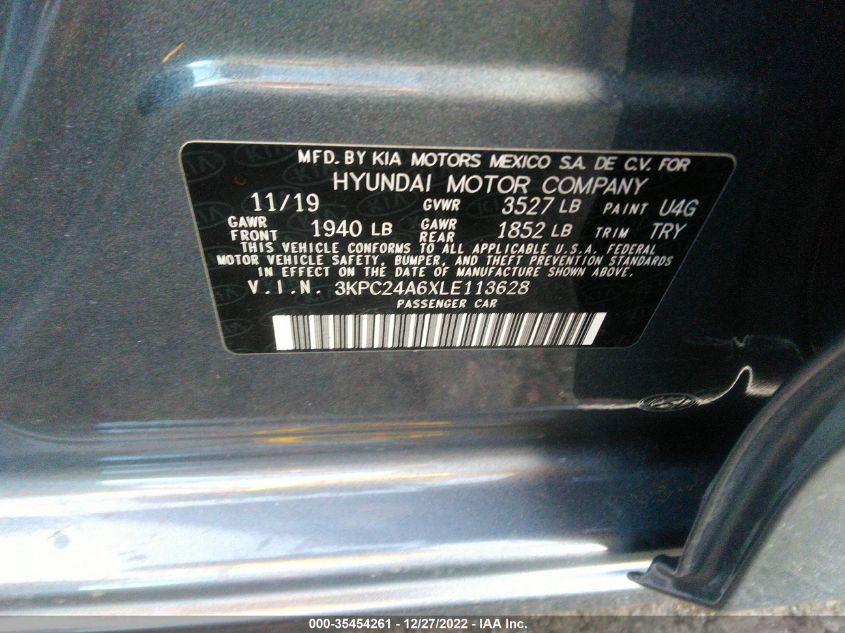 MFD. BY KIA MOTORS MEXICO S.A. DE C.V. FOR
HYUNDAI MOTOR COMPANY
11/19 GVWR 3527 LB PAINT U4G
GAWR FRONT 1940 LB GAWR REAR 1852 LB TRIM TRY
THIS VEHICLE CONFORMS TO ALL APPLICABLE U.S.A. FEDERAL
MOTOR VEHICLE SAFETY, BUMPER, AND THEFT PREVENTION STANDARDS
IN EFFECT ON THE DATE OF MANUFACTURE SHOWN ABOVE.
V.I.N. 3KPC24A6XLE113628
PASSENGER CAR
000-35454261 - 12/27/2022 - IAA Inc.